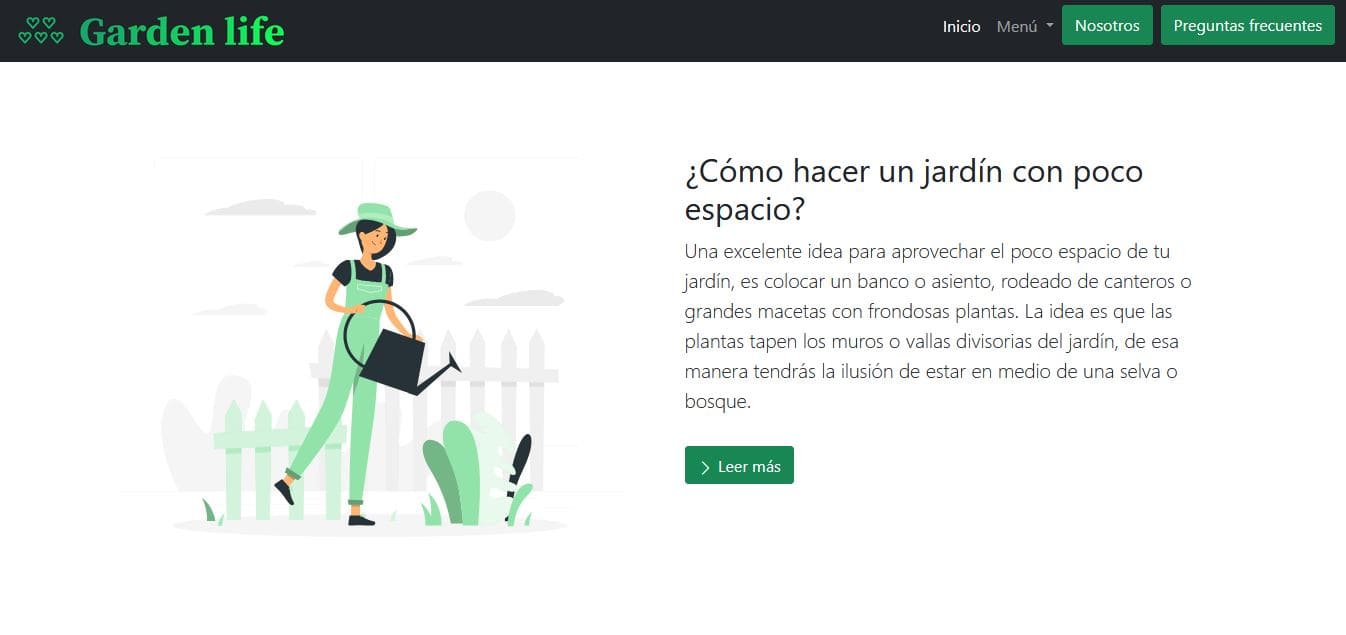 Garden life
Inicio
Menú
Nosotros
Preguntas frecuentes
¿Cómo hacer un jardín con poco
espacio?
Una excelente idea para aprovechar el poco espacio de tu
jardín, es colocar un banco o asiento, rodeado de canteros o
grandes macetas con frondosas plantas. La idea es que las
plantas tapen los muros o vallas divisorias del jardín, de esa
manera tendrás la ilusión de estar en medio de una selva o
bosque.
Leer más